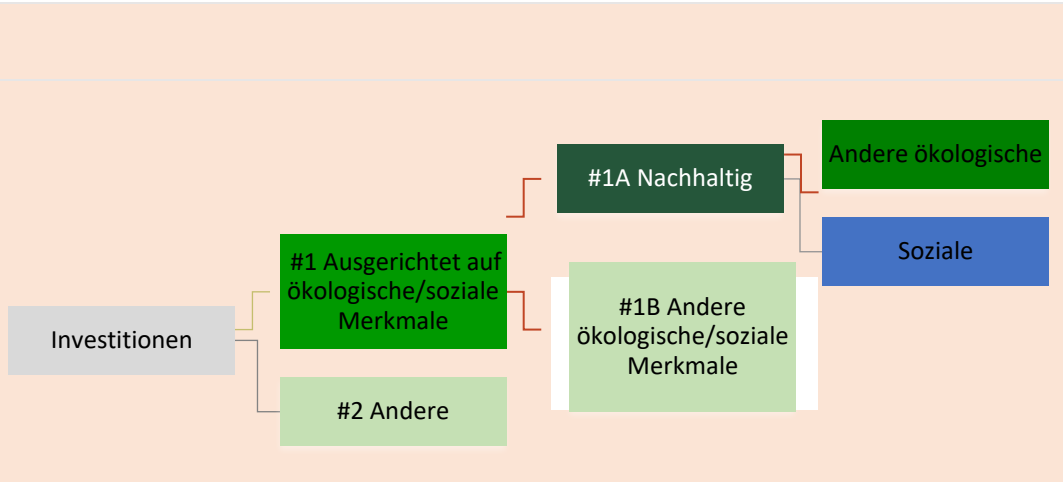 Investitionen
#1 Ausgerichtet auf
ökologische/soziale
Merkmale
#2 Andere
#1A Nachhaltig
#1B Andere
ökologische/soziale
Merkmale
Andere ökologische
Soziale